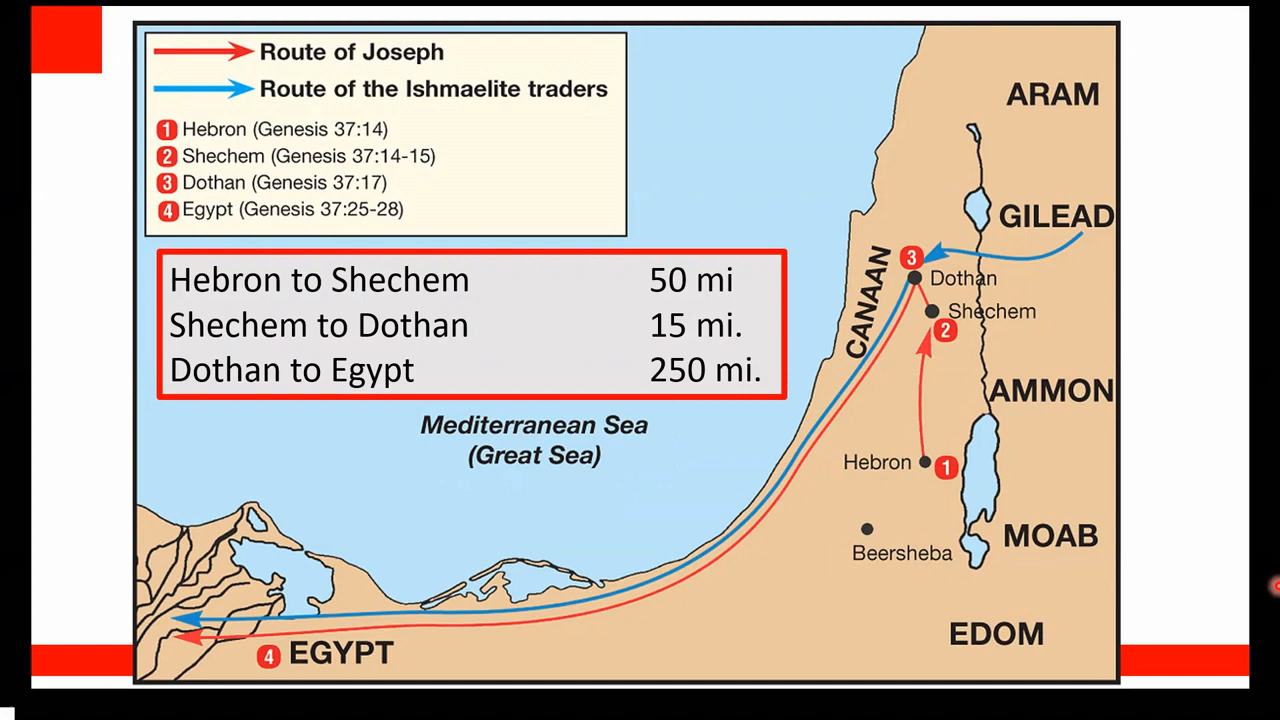 Route of Joseph
Route of the Ishmaelite traders
1 Hebron (Genesis 37:14)
2 Shechem (Genesis 37:14-15)
3 Dothan (Genesis 37:17)
4 Egypt (Genesis 37:25-28)
Hebron to Shechem 50 mi
Shechem to Dothan 15 mi.
Dothan to Egypt 250 mi.
Mediterranean Sea
(Great Sea)
ARAM
GILEAD
CANAAN
3
Dothan
Shechem
2
AMMON
Hebron 1
Beersheba
MOAB
EDOM
4 EGYPT